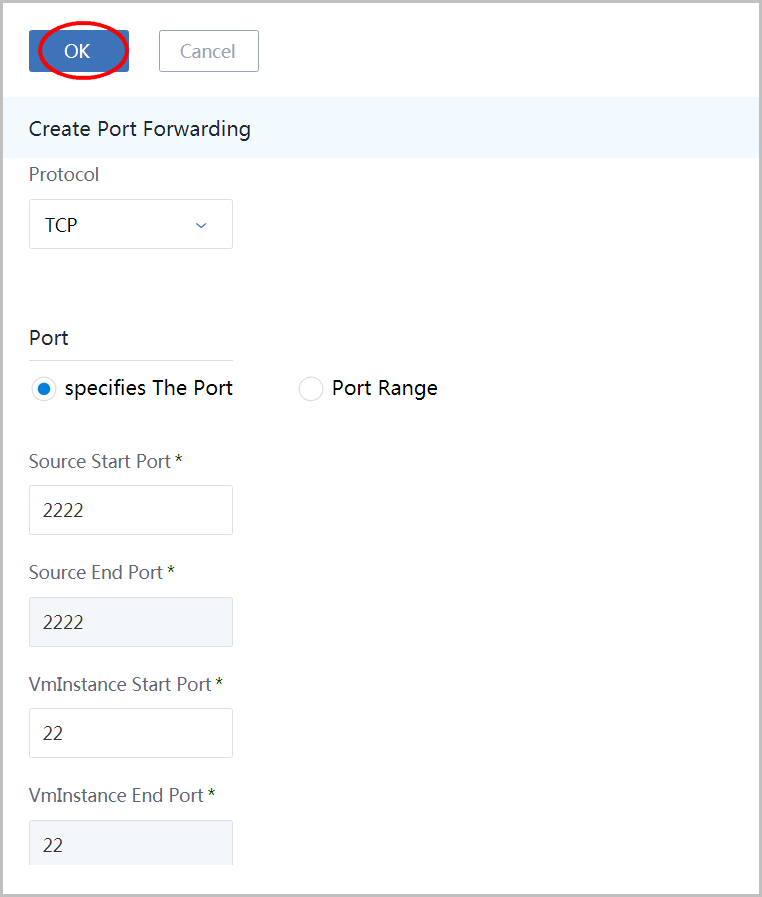 OK Cancel
Create Port Forwarding
Protocol
TCP
Port
specifies The Port Port Range
Source Start Port *
2222
Source End Port *
2222
VmInstance Start Port *
22
VmInstance End Port *
22